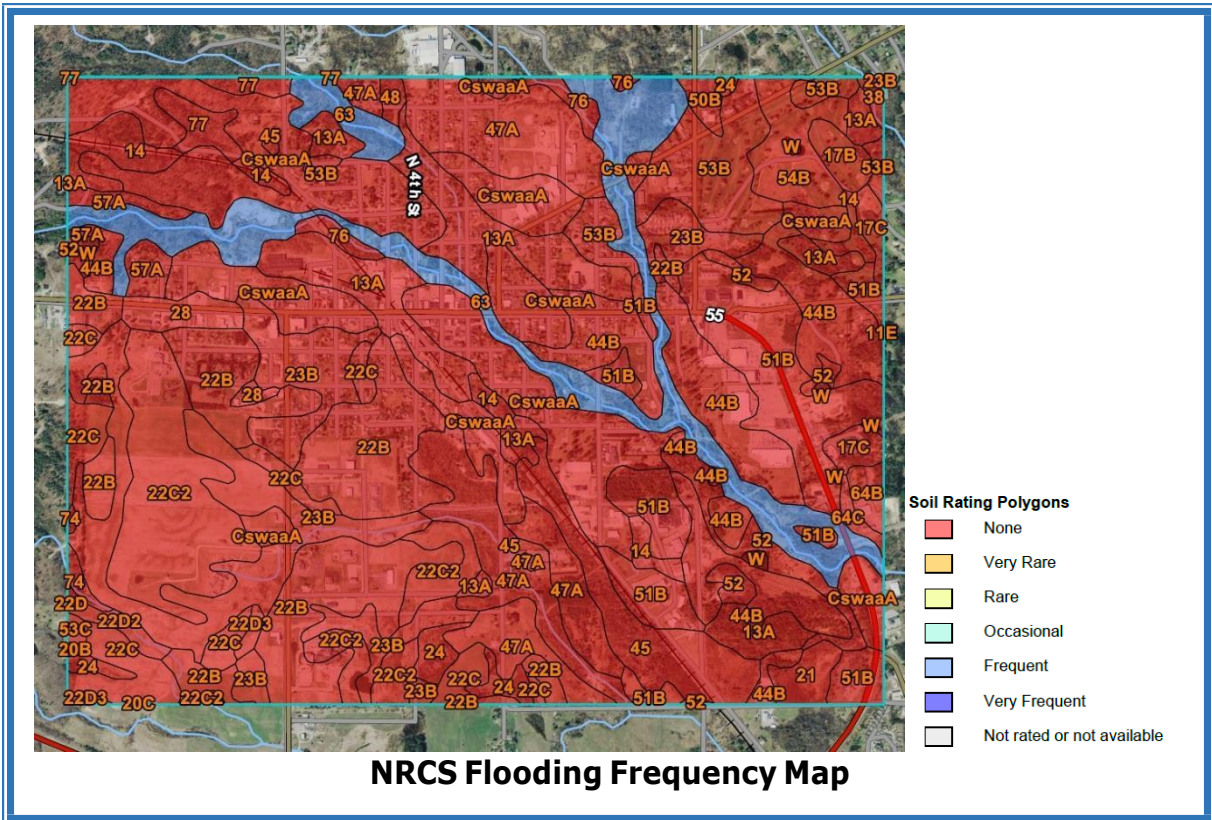 77
77
77
76
24
53B
23B
47A
48
CswaaA
76
50B
38
77
63
47A
13A
45
13A
14
CswaaA
W
17B
14
53B
N 4th St
CswaaA
53B
54B
53B
13A
57A
CswaaA
14
CswaaA
17C
57A
76
13A
53B
23B
52W
44B
57A
13A
22B
52
13A
22B
CswaaA
63
CswaaA
51B
51B
28
55
44B
22C
44B
11E
22B
22B
23B
22C
51B
51B
52
28
14
CswaaA
44B
W
22C
CswaaA
13A
W
22B
44B
17C
22B
22C2
22C
44B
W
64B
74
23B
51B
44B
64C
CswaaA
52
51B
45
14
W
47A
74
22C2
13A
47A
47A
51B
52
CswaaA
22D
22D2
22D3
22B
44B
53C
22C
22C2
23B
47A
45
13A
20B
22C
24
24
22B
23B
22C2
22C
22B
21
51B
22D3
20C
22C2
23B
22B
24
22C
51B
52
44B
Soil Rating Polygons
None
Very Rare
Rare
Occasional
Frequent
Very Frequent
Not rated or not available
NRCS Flooding Frequency Map